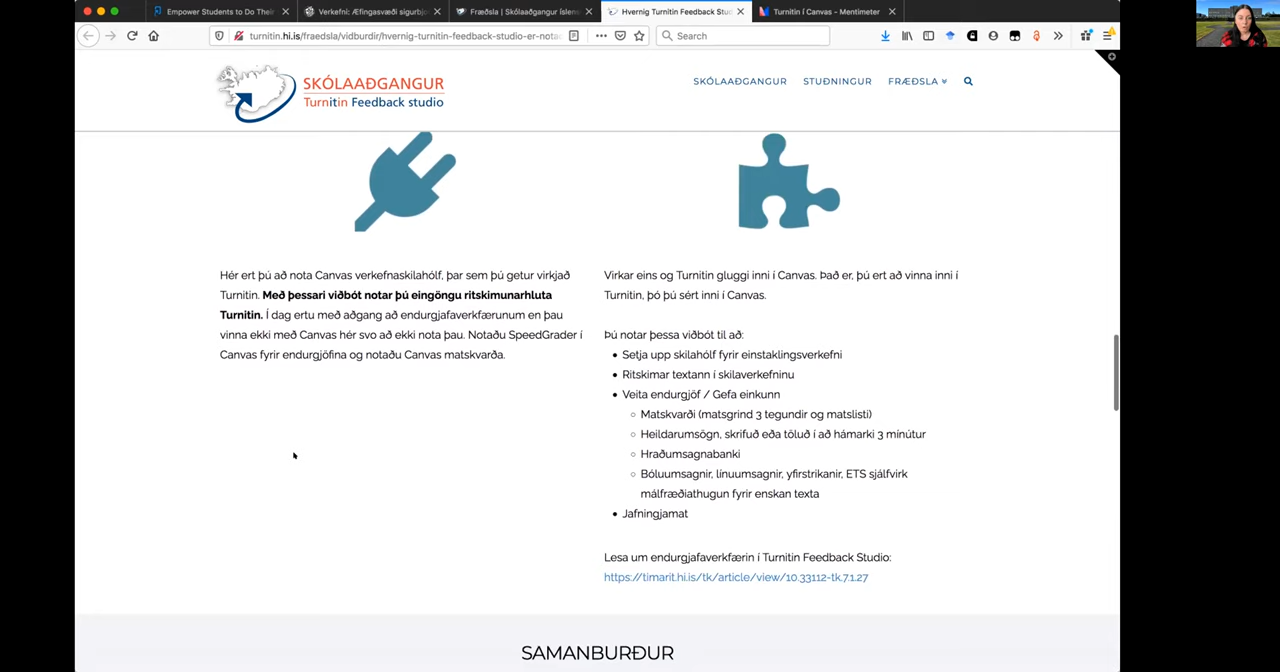 Empower Students to Do Their
Verkefni: Æfingasvæði sigurbjo
Fræðsla | Skólaaðgangur íslens
Hvernig Turnitin Feedback Stud
Turnitin í Canvas - Mentimeter
turnitin.hi.is/fraedsla/vidburdir/hvernig-turnitin-feedback-studio-er-nota
Search
SKÓLAAÐGANGUR
Turnitin Feedback studio
SKÓLAAÐGANGUR
STUÐNINGUR
FRÆÐSLA
Hér ert þú að nota Canvas verkefnaskilahólf, þar sem þú getur virkjað
Turnitin. Með þessari viðbót notar þú eingöngu ritskimunarhluta
Turnitin. Í dag ertu með aðgang að endurgjafaverkfærunum en þau
vinna ekki með Canvas hér svo að ekki nota þau. Notaðu SpeedGrader í
Canvas fyrir endurgjöfina og notaðu Canvas matskvarða.
Virkar eins og Turnitin gluggi inni í Canvas. Það er, þú ert að vinna inni í
Turnitin, þó þú sért inni í Canvas.
Þú notar þessa viðbót til að:
• Setja upp skilahólf fyrir einstaklingsverkefni
• Ritskimar textann í skilaverkefninu
• Veita endurgjöf / Gefa einkunn
○ Matskvarði (matsgrind 3 tegundir og matslisti)
○ Heildarumsögn, skrifuð eða töluð í að hámarki 3 mínútur
○ Hraðumsagnabanki
○ Bóluumsagnir, línuumsagnir, yfirstrikanir, ETS sjálfvirk
málfræðiathugun fyrir enskan texta
• Jafningjamat
Lesa um endurgjafaverkfærin í Turnitin Feedback Studio:
https://timarit.hi.is/tk/article/view/10.33112-tk.7.1.27
SAMANBURÐUR